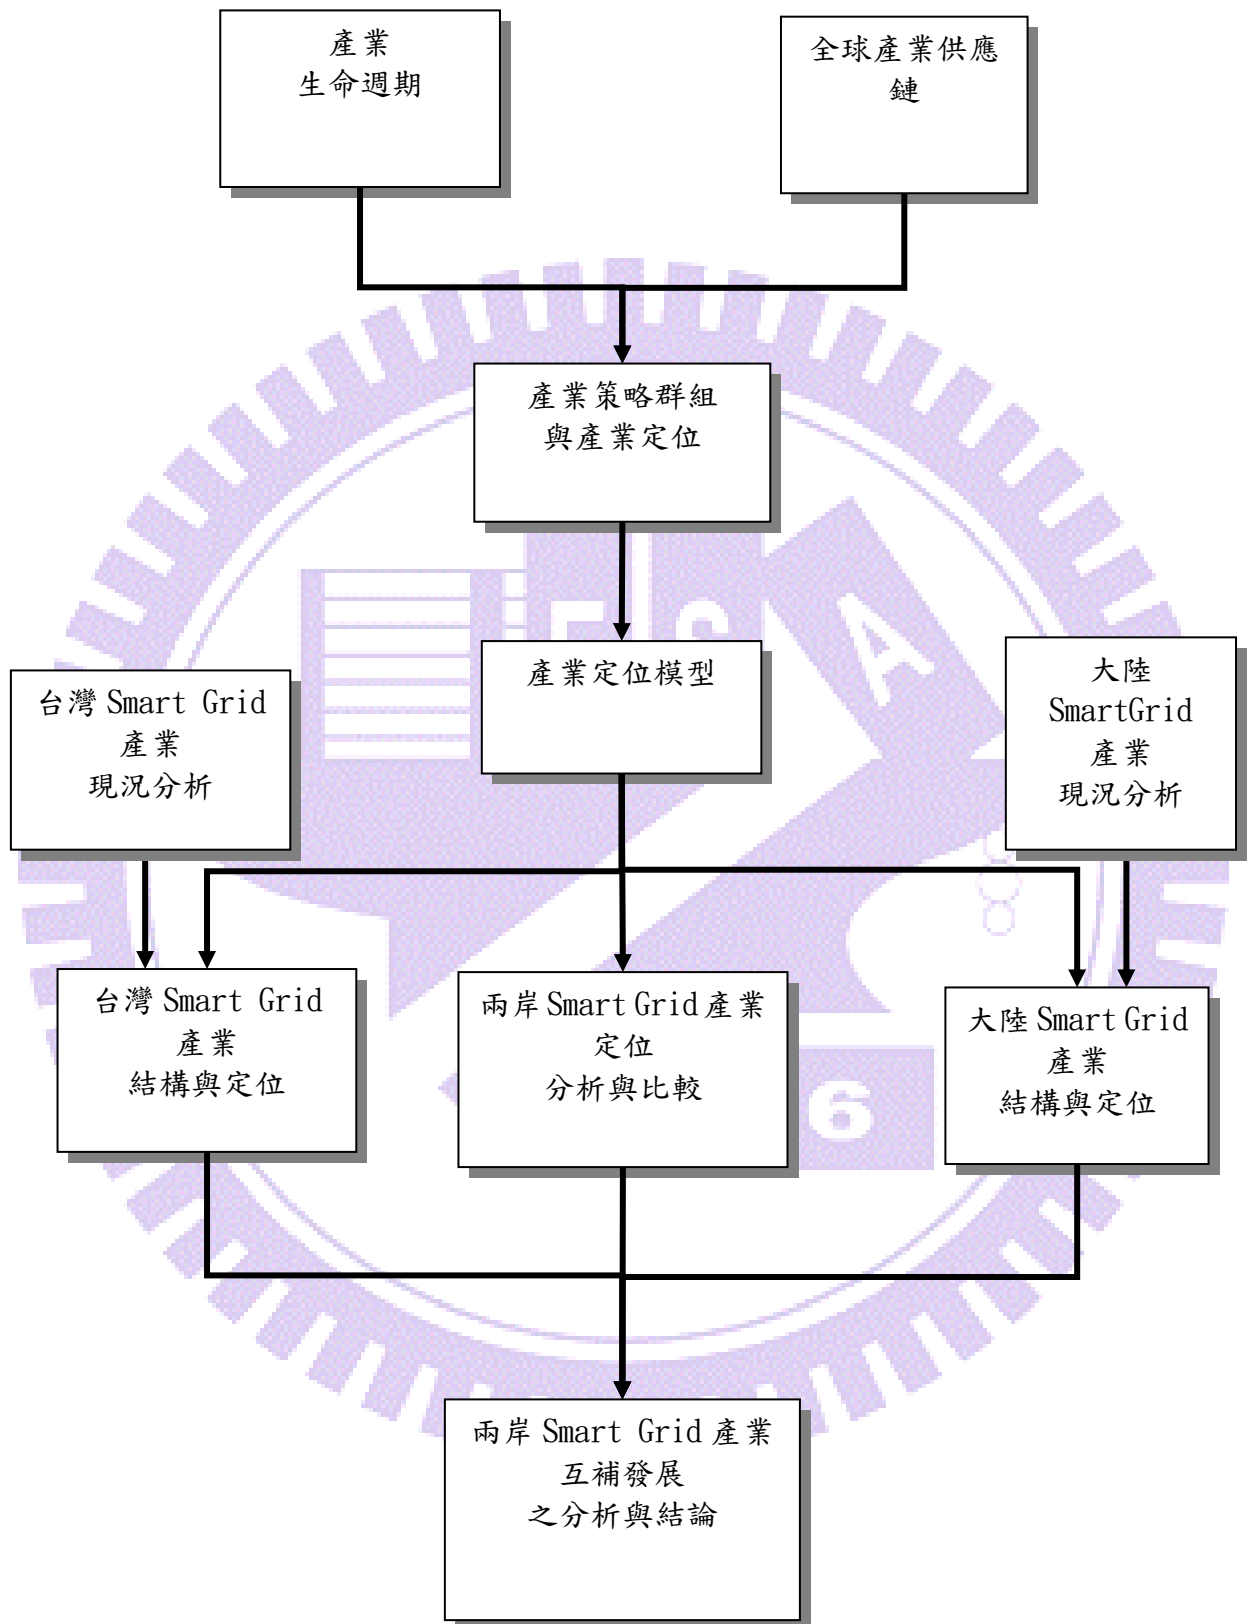 產業
生命週期
全球產業供應
鏈
產業策略群組
與產業定位
產業定位模型
台灣 Smart Grid
產業
現況分析
大陸
SmartGrid
產業
現況分析
台灣 Smart Grid
產業
結構與定位
兩岸 Smart Grid 產業
定位
分析與比較
大陸 Smart Grid
產業
結構與定位
兩岸 Smart Grid 產業
互補發展
之分析與結論